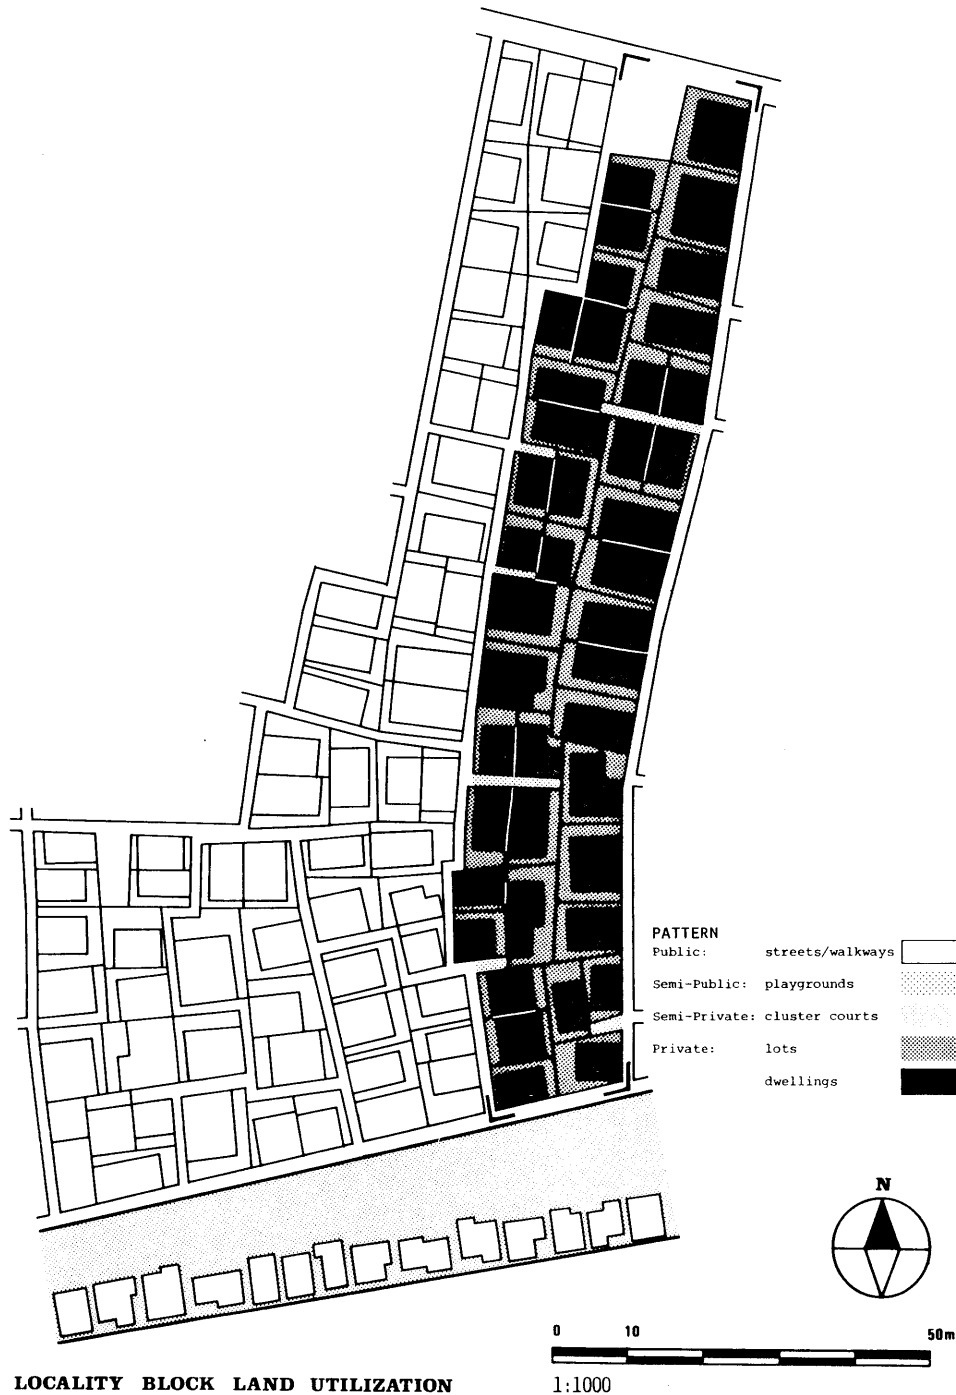 PATTERN
Public: streets/walkways
Semi-Public: playgrounds
Semi-Private: cluster courts
Private: lots
dwellings
N
0 10 50m
LOCALITY BLOCK LAND UTILIZATION
1:1000